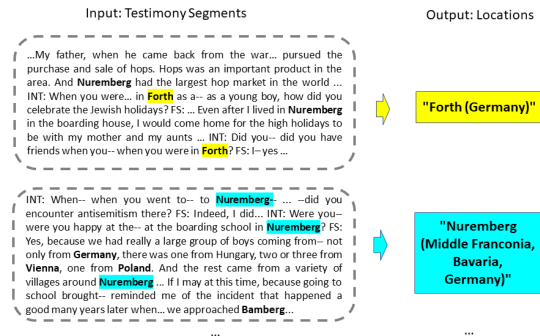 Input: Testimony Segments
Output: Locations
…My father, when he came back from the war… pursued the
purchase and sale of hops. Hops was an important product in the
area. And Nuremberg had the largest hop market in the world …
INT: When you were… in Forth as a-- as a young boy, how did you
celebrate the Jewish holidays? FS: … Even after I lived in Nuremberg
in the boarding house, I would come home for the high holidays
to be with my mother and my aunts … INT: Did you-- did you have
friends when you-- when you were in Forth? FS: I--yes …
"Forth (Germany)"
INT: When-- when you went to-- to Nuremberg-- … --did you
encounter antisemitism there? FS: Indeed, I did… INT: Were you--
were you happy at the-- at the boarding school in Nuremberg? FS:
Yes, because we had really a large group of boys coming from-- not
only from Germany, there was one from Hungary, two or three from
Vienna, one from Poland. And the rest came from a variety of
villages around Nuremberg … If I may at this time, because going to
school brought-- reminded me of the incident that happened a
good many years later when… we approached Bamberg…
"Nuremberg
(Middle Franconia,
Bavaria,
Germany)"
…
…